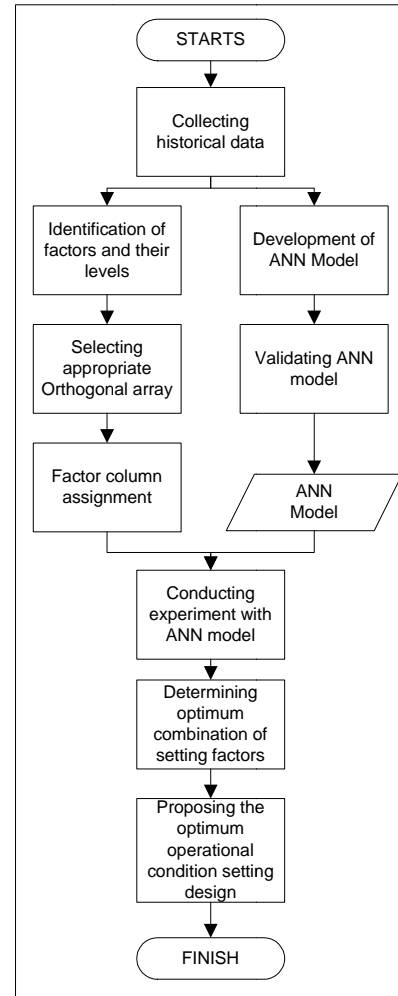 STARTS
Collecting
historical data
Identification of
factors and their
levels
Development of
ANN Model
Selecting
appropriate
Orthogonal array
Validating ANN
model
Factor column
assignment
ANN
Model
Conducting
experiment with
ANN model
Determining
optimum
combination of
setting factors
Proposing the
optimum
operational
condition setting
design
FINISH